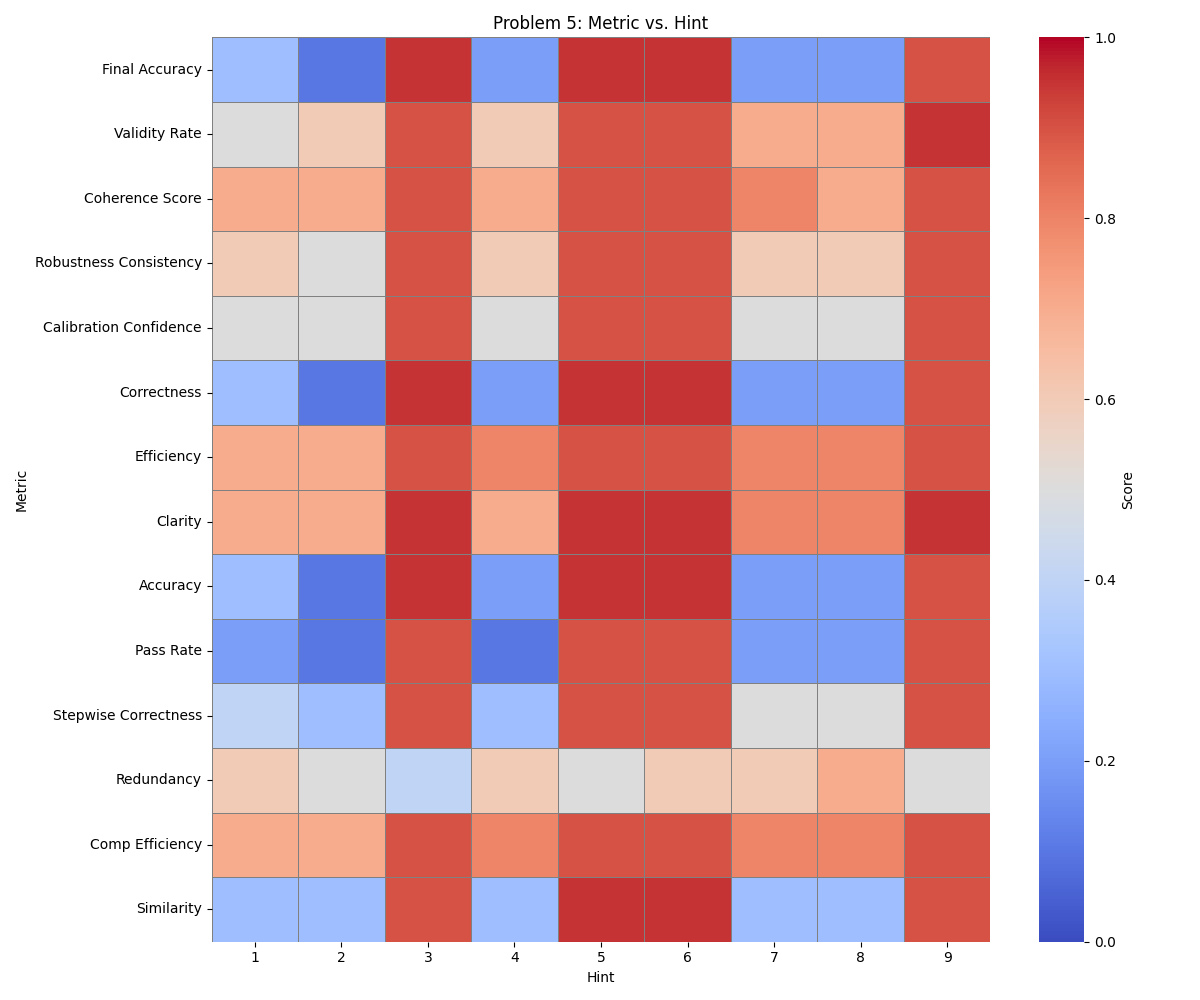 Problem 5: Metric vs. Hint
Final Accuracy
Validity Rate
Coherence Score
Robustness Consistency
Calibration Confidence
Correctness
Efficiency
Clarity
Accuracy
Pass Rate
Stepwise Correctness
Redundancy
Comp Efficiency
Similarity
Metric
1 2 3 4 5 6 7 8 9
Hint
1.0
0.8
0.6
0.4
0.2
0.0
Score